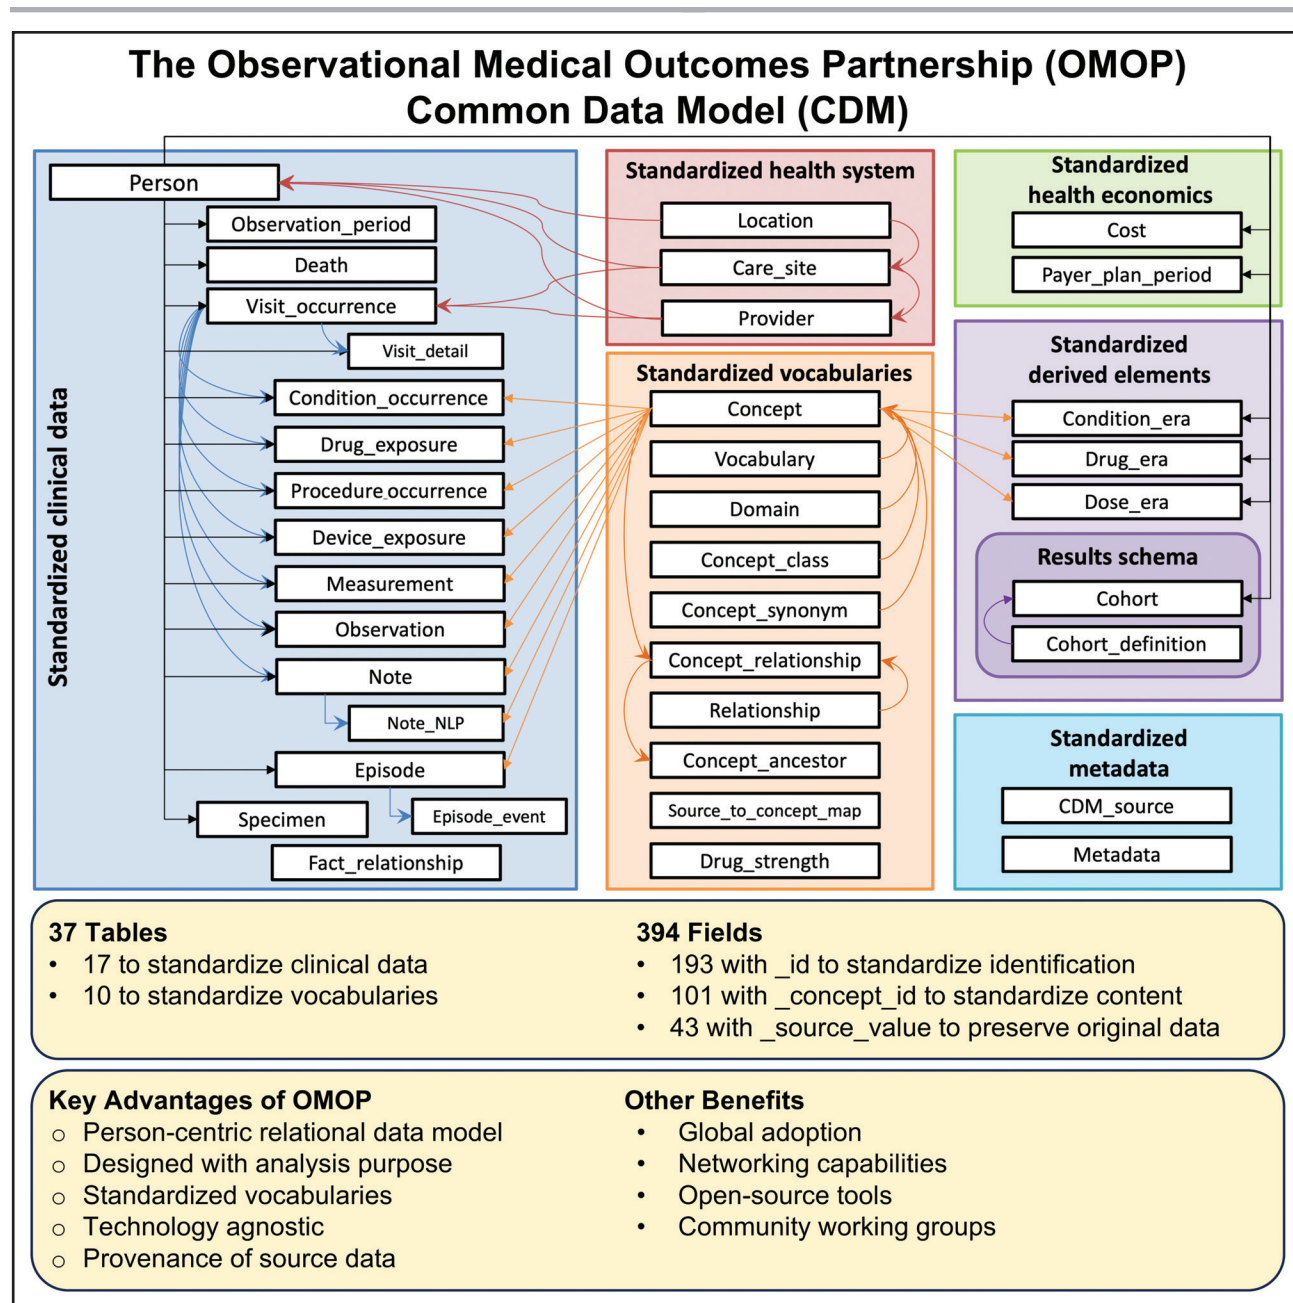 The Observational Medical Outcomes Partnership (OMOP)
Common Data Model (CDM)
Standardized clinical data
Person
Observation_period
Death
Visit_occurrence
Visit_detail
Condition_occurrence
Drug_exposure
Procedure_occurrence
Device_exposure
Measurement
Observation
Note
Note_NLP
Episode
Episode_event
Specimen
Fact_relationship
Standardized health system
Location
Care_site
Provider
Standardized vocabularies
Concept
Vocabulary
Domain
Concept_class
Concept_synonym
Concept_relationship
Relationship
Concept_ancestor
Source_to_concept_map
Drug_strength
Standardized
health economics
Cost
Payer_plan_period
Standardized
derived elements
Condition_era
Drug_era
Dose_era
Results schema
Cohort
Cohort_definition
Standardized
metadata
CDM_source
Metadata
37 Tables
• 17 to standardize clinical data
• 10 to standardize vocabularies
394 Fields
• 193 with _id to standardize identification
• 101 with _concept_id to standardize content
• 43 with _source_value to preserve original data
Key Advantages of OMOP
o Person-centric relational data model
o Designed with analysis purpose
o Standardized vocabularies
o Technology agnostic
o Provenance of source data
Other Benefits
• Global adoption
• Networking capabilities
• Open-source tools
• Community working groups